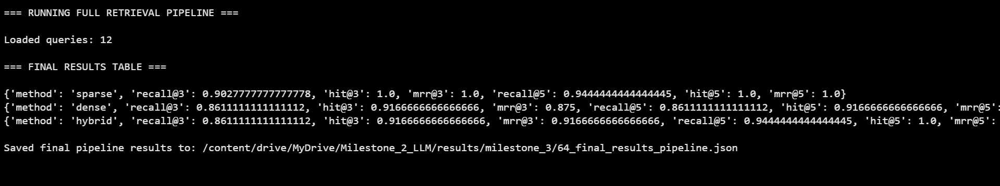 === RUNNING FULL RETRIEVAL PIPELINE ===
Loaded queries: 12
=== FINAL RESULTS TABLE ===
{'method': 'sparse', 'recall@3': 0.9027777777777778, 'hit@3': 1.0, 'mrr@3': 1.0, 'recall@5': 0.9444444444444445, 'hit@5': 1.0, 'mrr@5': 1.0}
{'method': 'dense', 'recall@3': 0.8611111111111112, 'hit@3': 0.9166666666666666, 'mrr@3': 0.875, 'recall@5': 0.8611111111111112, 'hit@5': 0.9166666666666666, 'mrr@5':
{'method': 'hybrid', 'recall@3': 0.8611111111111112, 'hit@3': 0.9166666666666666, 'mrr@3': 0.9166666666666666, 'recall@5': 0.9444444444444445, 'hit@5': 1.0, 'mrr@5':
Saved final pipeline results to: /content/drive/MyDrive/Milestone_2_LLM/results/milestone_3/64_final_results_pipeline.json